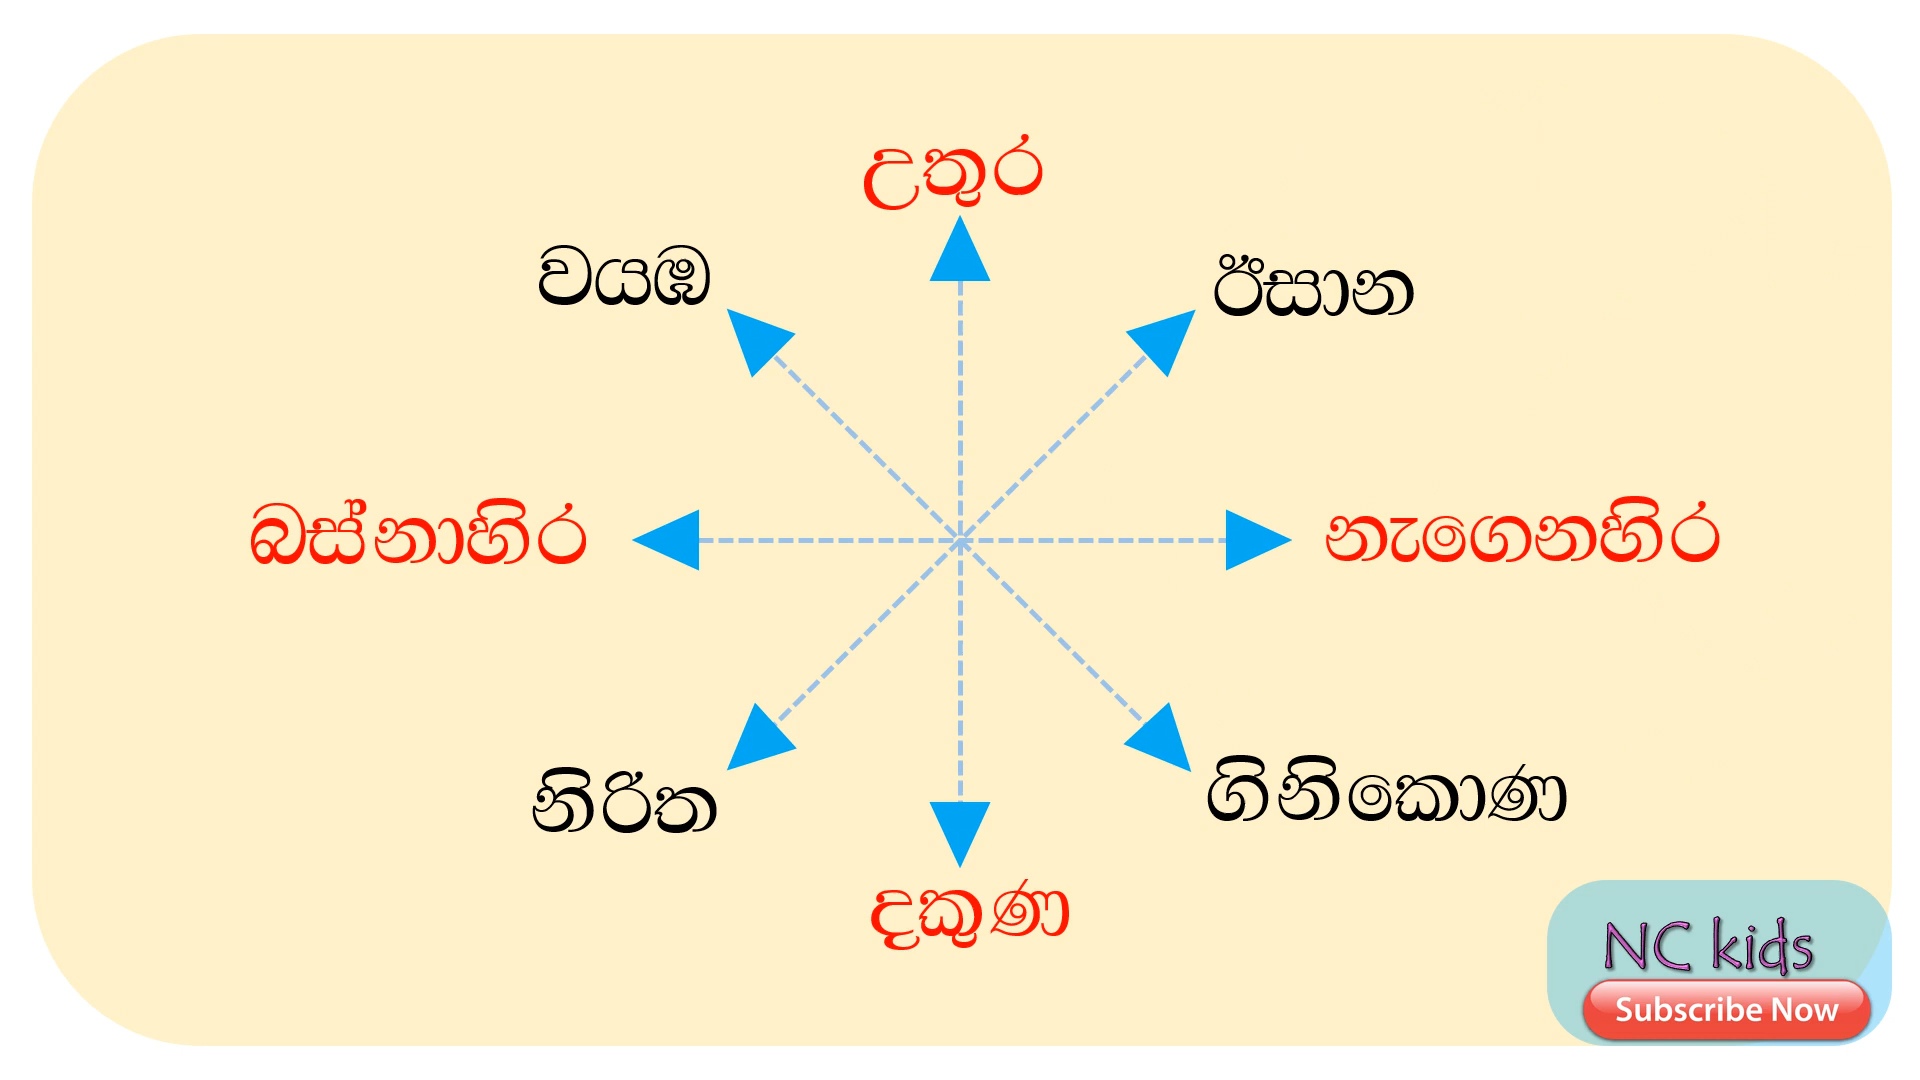 උතුර
වයඹ
ඊසාන
බස්නාහිර
නැගෙනහිර
නිරිත
ගිනිකොණ
දකුණ
NC kids
Subscribe Now